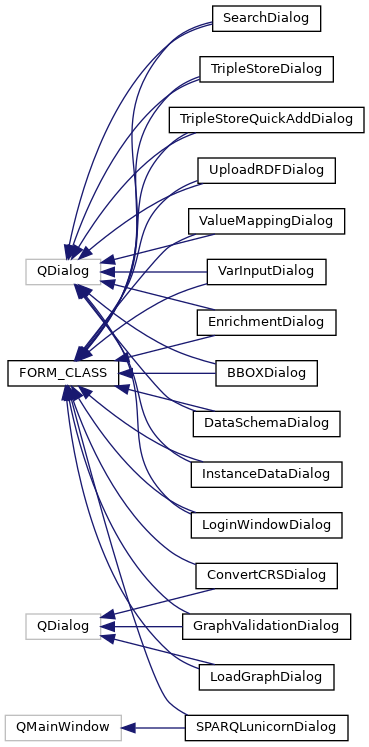 SearchDialog
TripleStoreDialog
TripleStoreQuickAddDialog
UploadRDFDialog
ValueMappingDialog
QDialog
VarInputDialog
EnrichmentDialog
FORM_CLASS
BBOXDialog
DataSchemaDialog
InstanceDataDialog
LoginWindowDialog
ConvertCRSDialog
QDialog
GraphValidationDialog
LoadGraphDialog
QMainWindow
SPARQLunicornDialog